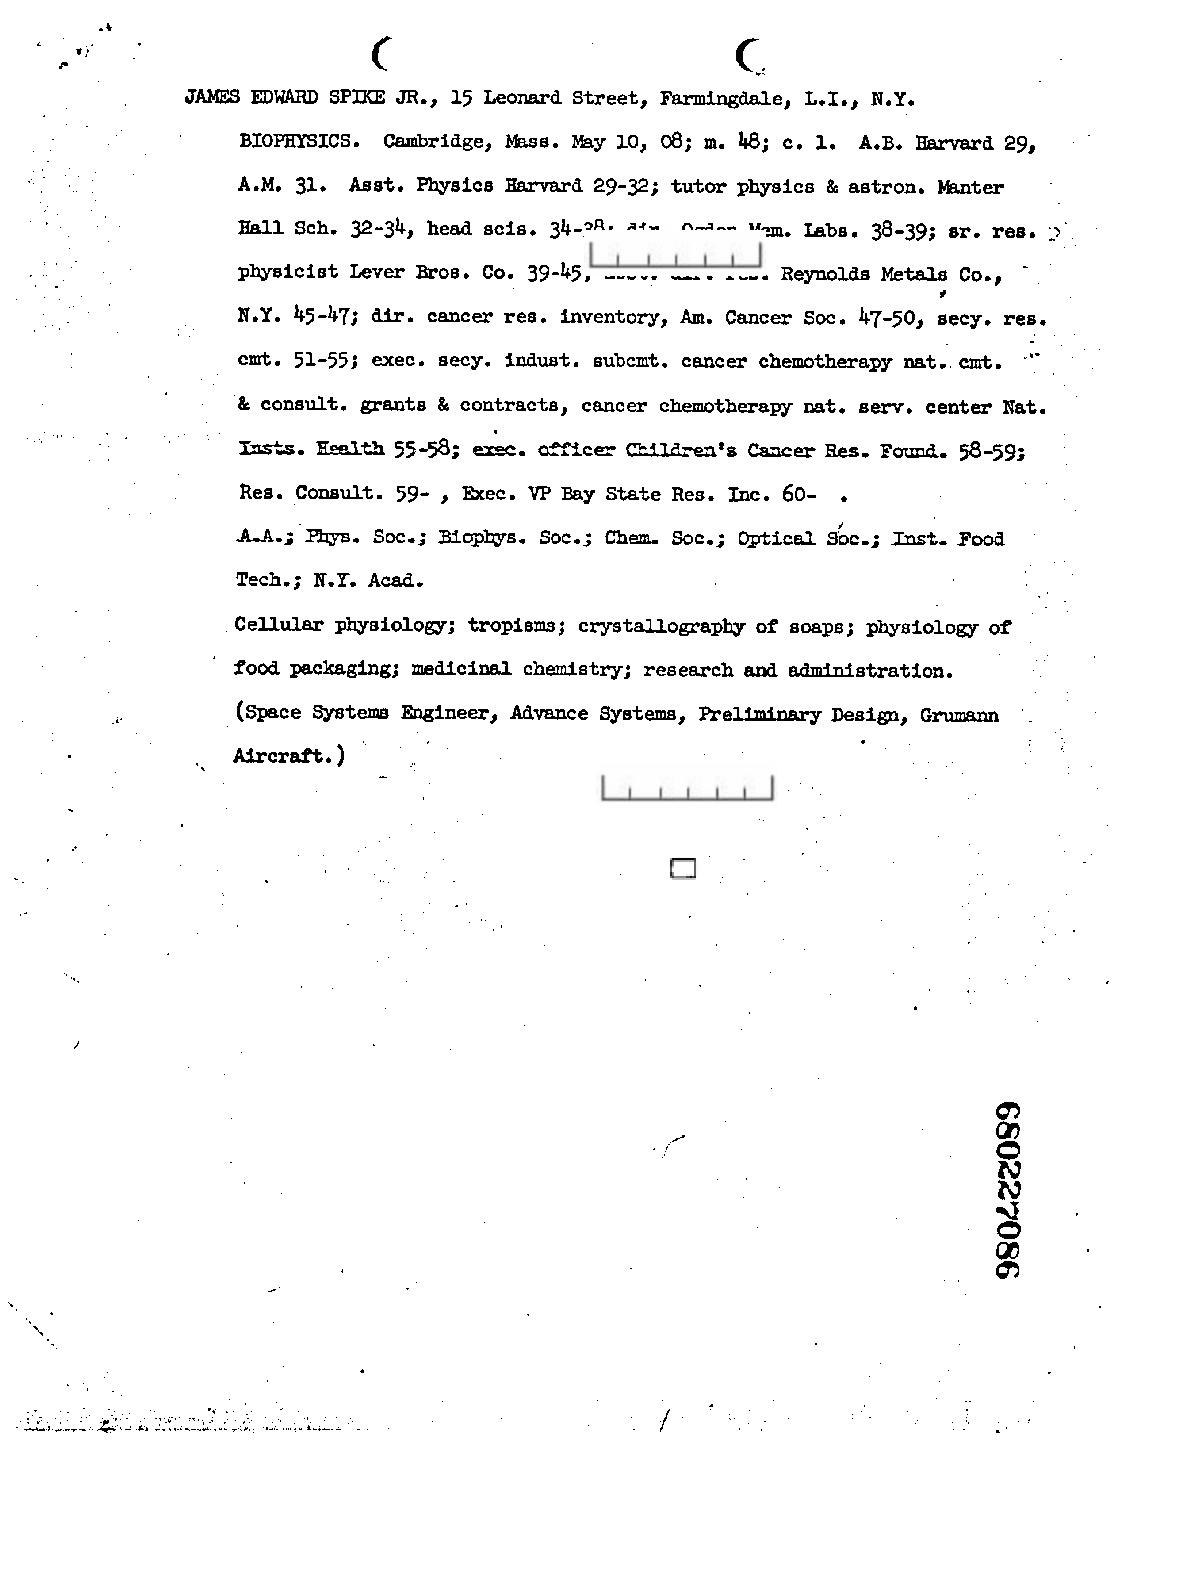 JAMES EDWARD SPIKE JR., 15 Leonard Street, Farmingdale, L.I., N.Y.
BIOPHYSICS. Cambridge, Mass. May 10, 08; m. 48; c. 1. A.B. Harvard 29,
A.M. 31. Asst. Physics Harvard 29-32; tutor physics & astron. Manter
Hall Sch. 32-34, head scis. 34- Labs. 38-39; sr. res.
physicist Lever Bros. Co. 39-45, Reynolds Metals Co.,
N.Y. 45-47; dir. cancer res. inventory, Am. Cancer Soc. 47-50, secy. res.
cmt. 51-55; exec. secy. indust. subcmt. cancer chemotherapy nat. cmt.
& consult. grants & contracts, cancer chemotherapy nat. serv. center Nat.
Insts. Health 55-58; exec. officer Children's Cancer Res. Found. 58-59;
Res. Consult. 59- , Exec. VP Bay State Res. Inc. 60- .
A.A.; Phys. Soc.; Biophys. Soc.; Chem. Soc.; Optical Soc.; Inst. Food
Tech.; N.Y. Acad.
Cellular physiology; tropisms; crystallography of soaps; physiology of
food packaging; medicinal chemistry; research and administration.
(Space Systems Engineer, Advance Systems, Preliminary Design, Grumann
Aircraft.)
680227086